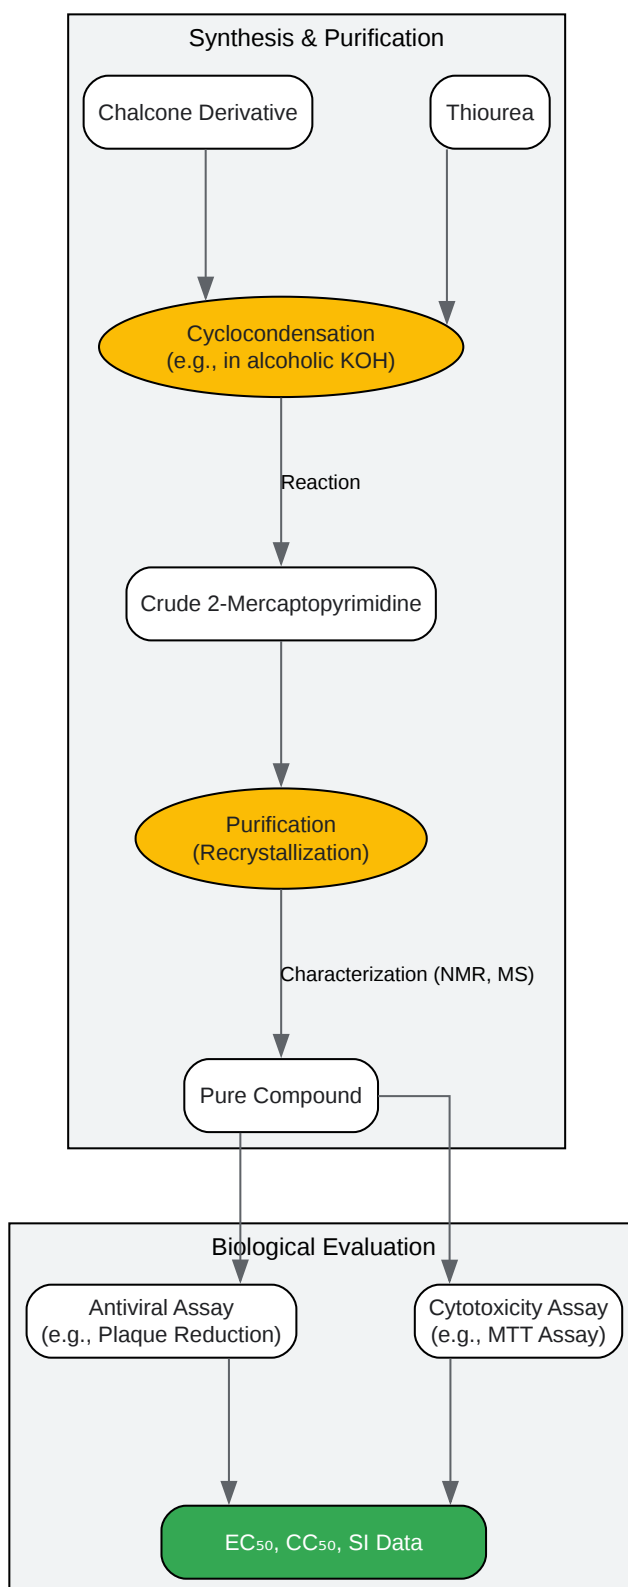 Synthesis & Purification
Chalcone Derivative
Thiourea
Cyclocondensation
(e.g., in alcoholic KOH)
Reaction
Crude 2-Mercaptopyrimidine
Purification
(Recrystallization)
Characterization (NMR, MS)
Pure Compound
Biological Evaluation
Antiviral Assay
(e.g., Plaque Reduction)
Cytotoxicity Assay
(e.g., MTT Assay)
EC₅₀, CC₅₀, SI Data